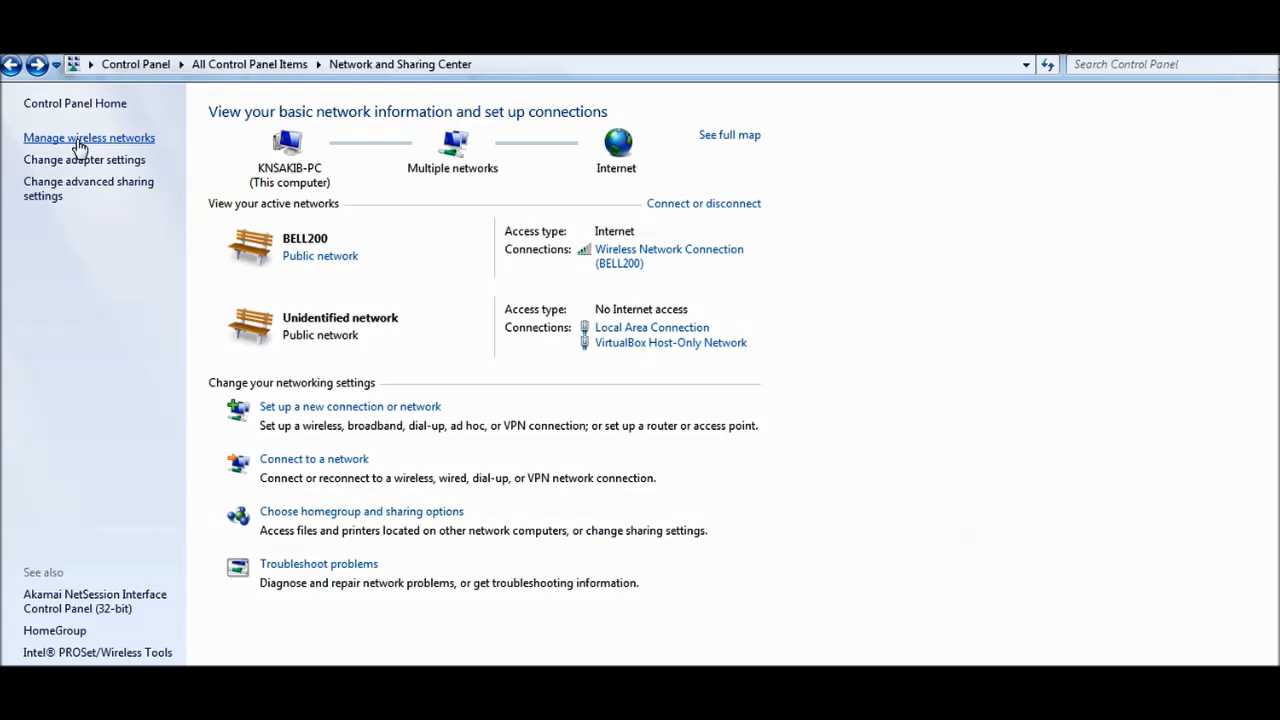 Control Panel All Control Panel Items Network and Sharing Center Search Control Panel
Control Panel Home
Manage wireless networks
Change adapter settings
Change advanced sharing
settings
View your basic network information and set up connections
See full map
KNSAKIB-PC
(This computer)
Multiple networks
Internet
View your active networks
Connect or disconnect
BELL200
Public network
Access type: Internet
Connections: Wireless Network Connection
(BELL200)
Unidentified network
Public network
Access type: No Internet access
Connections: Local Area Connection
VirtualBox Host-Only Network
Change your networking settings
Set up a new connection or network
Set up a wireless, broadband, dial-up, ad hoc, or VPN connection; or set up a router or access point.
Connect to a network
Connect or reconnect to a wireless, wired, dial-up, or VPN network connection.
Choose homegroup and sharing options
Access files and printers located on other network computers, or change sharing settings.
Troubleshoot problems
Diagnose and repair network problems, or get troubleshooting information.
See also
Akamai NetSession Interface
Control Panel (32-bit)
HomeGroup
Intel® PROSet/Wireless Tools